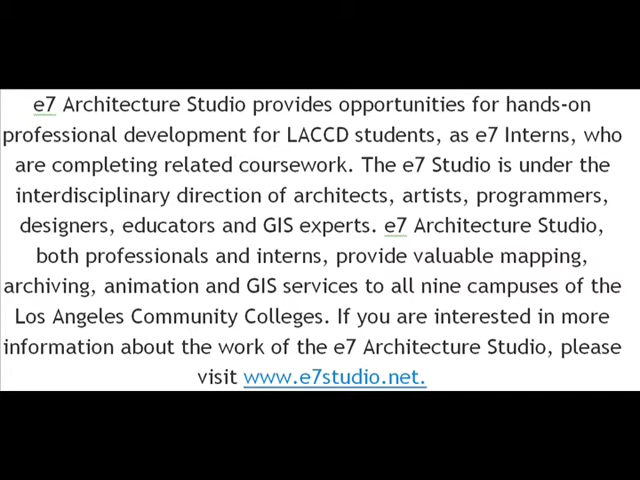 e7 Architecture Studio provides opportunities for hands-on
professional development for LACCD students, as e7 Interns, who
are completing related coursework. The e7 Studio is under the
interdisciplinary direction of architects, artists, programmers,
designers, educators and GIS experts. e7 Architecture Studio,
both professionals and interns, provide valuable mapping,
archiving, animation and GIS services to all nine campuses of the
Los Angeles Community Colleges. If you are interested in more
information about the work of the e7 Architecture Studio, please
visit www.e7studio.net.